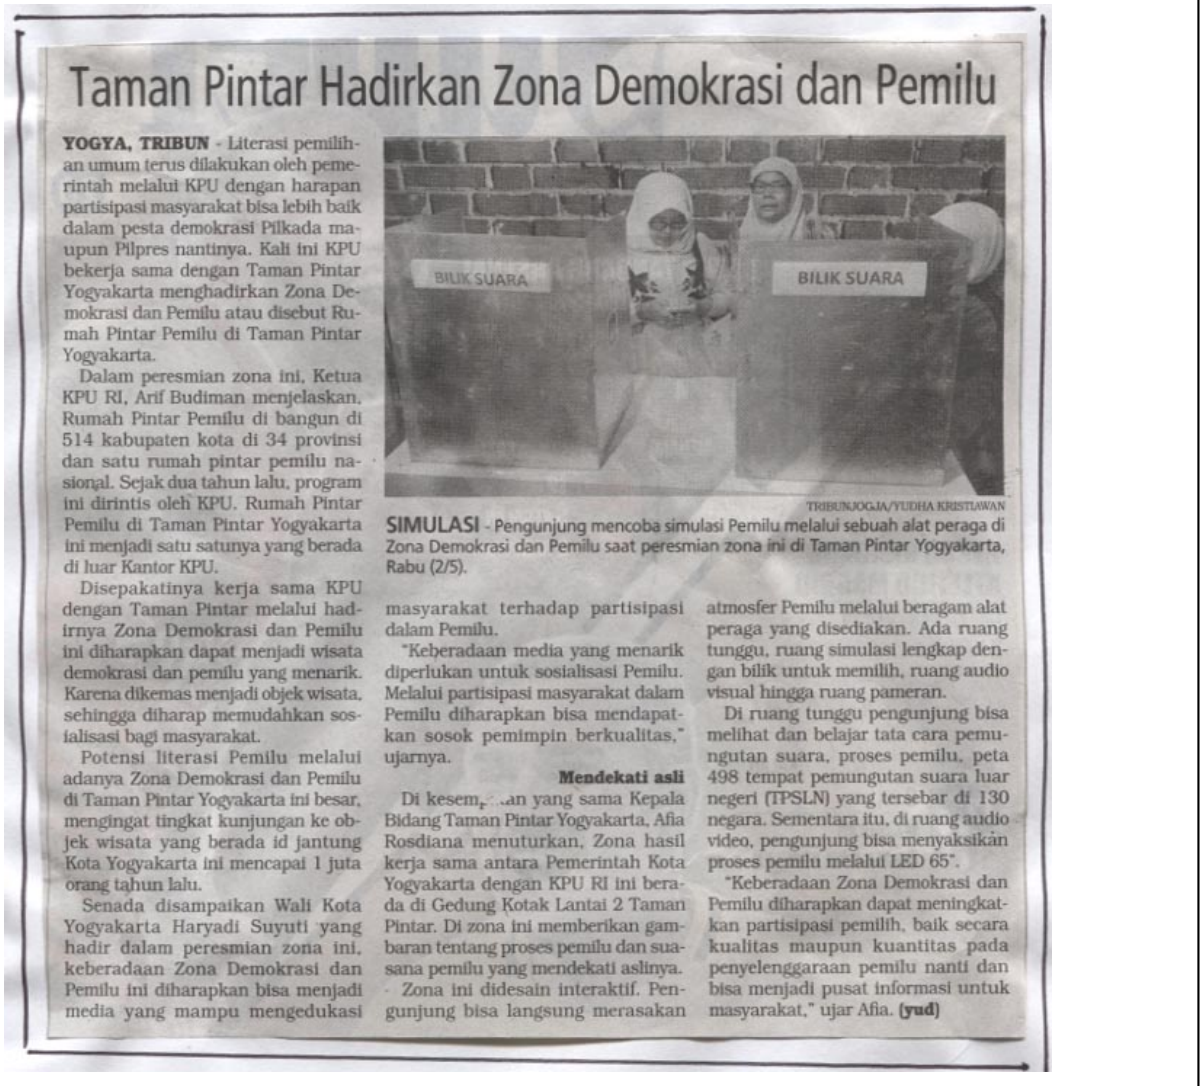 Taman Pintar Hadirkan Zona Demokrasi dan Pemilu
YOGYA, TRIBUN - Literasi pemilih-
an umum terus dilakukan oleh peme-
rintah melalui KPU dengan harapan
partisipasi masyarakat bisa lebih baik
dalam pesta demokrasi Pilkada ma-
upun Pilpres nantinya. Kali ini KPU
bekerja sama dengan Taman Pintar
Yogyakarta menghadirkan Zona De-
mokrasi dan Pemilu atau disebut Ru-
mah Pintar Pemilu di Taman Pintar
Yogyakarta.
Dalam peresmian zona ini, Ketua
KPU RI, Arif Budiman menjelaskan,
Rumah Pintar Pemilu di bangun di
514 kabupaten kota di 34 provinsi
dan satu rumah pintar pemilu na-
sional. Sejak dua tahun lalu, program
ini dirintis oleh KPU. Rumah Pintar
Pemilu di Taman Pintar Yogyakarta
ini menjadi satu satunya yang berada
di luar Kantor KPU.
Disepakatinya kerja sama KPU
dengan Taman Pintar melalui had-
irnya Zona Demokrasi dan Pemilu
ini diharapkan dapat menjadi wisata
demokrasi dan pemilu yang menarik.
Karena dikemas menjadi objek wisata,
sehingga diharap memudahkan sos-
ialisasi bagi masyarakat.
Potensi literasi Pemilu melalui
adanya Zona Demokrasi dan Pemilu
di Taman Pintar Yogyakarta ini besar,
mengingat tingkat kunjungan ke ob-
jek wisata yang berada id jantung
Kota Yogyakarta ini mencapai 1 juta
orang tahun lalu.
Senada disampaikan Wali Kota
Yogyakarta Haryadi Suyuti yang
hadir dalam peresmian zona ini,
keberadaan Zona Demokrasi dan
Pemilu ini diharapkan bisa menjadi
media yang mampu mengedukasi
BILIK SUARA
BILIK SUARA
TRIBUNJOGJA/YUDHA KRISTIAWAN
SIMULASI - Pengunjung mencoba simulasi Pemilu melalui sebuah alat peraga di
Zona Demokrasi dan Pemilu saat peresmian zona ini di Taman Pintar Yogyakarta,
Rabu (2/5).
masyarakat terhadap partisipasi
dalam Pemilu.
"Keberadaan media yang menarik
diperlukan untuk sosialisasi Pemilu.
Melalui partisipasi masyarakat dalam
Pemilu diharapkan bisa mendapat-
kan sosok pemimpin berkualitas,"
ujarnya.
Mendekati asli
Di yang sama Kepala
Bidang Taman Pintar Yogyakarta, Afia
Rosdiana menuturkan, Zona hasil
kerja sama antara Pemerintah Kota
Yogyakarta dengan KPU RI ini bera-
da di Gedung Kotak Lantai 2 Taman
Pintar. Di zona ini memberikan gam-
baran tentang proses pemilu dan sua-
sana pemilu yang mendekati aslinya.
Zona ini didesain interaktif. Pen-
gunjung bisa langsung merasakan
atmosfer Pemilu melalui beragam alat
peraga yang disediakan. Ada ruang
tunggu, ruang simulasi lengkap den-
gan bilik untuk memilih, ruang audio
visual hingga ruang pameran.
Di ruang tunggu pengunjung bisa
melihat dan belajar tata cara pemu-
ngutan suara, proses pemilu, peta
498 tempat pemungutan suara luar
negeri (TPSLN) yang tersebar di 130
negara. Sementara itu, di ruang audio
video, pengunjung bisa menyaksikan
proses pemilu melalui LED 65".
"Keberadaan Zona Demokrasi dan
Pemilu diharapkan dapat meningkat-
kan partisipasi pemilih, baik secara
kualitas maupun kuantitas pada
penyelenggaraan pemilu nanti dan
bisa menjadi pusat informasi untuk
masyarakat," ujar Afia. (yud)